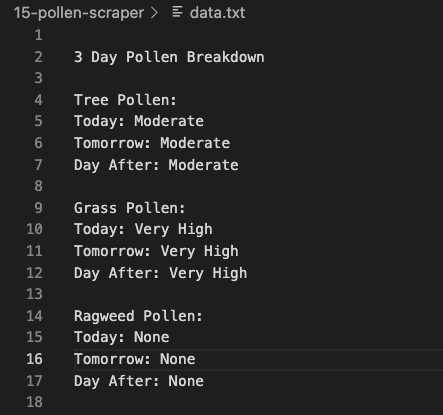 15-pollen-scraper > data.txt
1
2 3 Day Pollen Breakdown
3
4 Tree Pollen:
5 Today: Moderate
6 Tomorrow: Moderate
7 Day After: Moderate
8
9 Grass Pollen:
10 Today: Very High
11 Tomorrow: Very High
12 Day After: Very High
13
14 Ragweed Pollen:
15 Today: None
16 Tomorrow: None
17 Day After: None
18